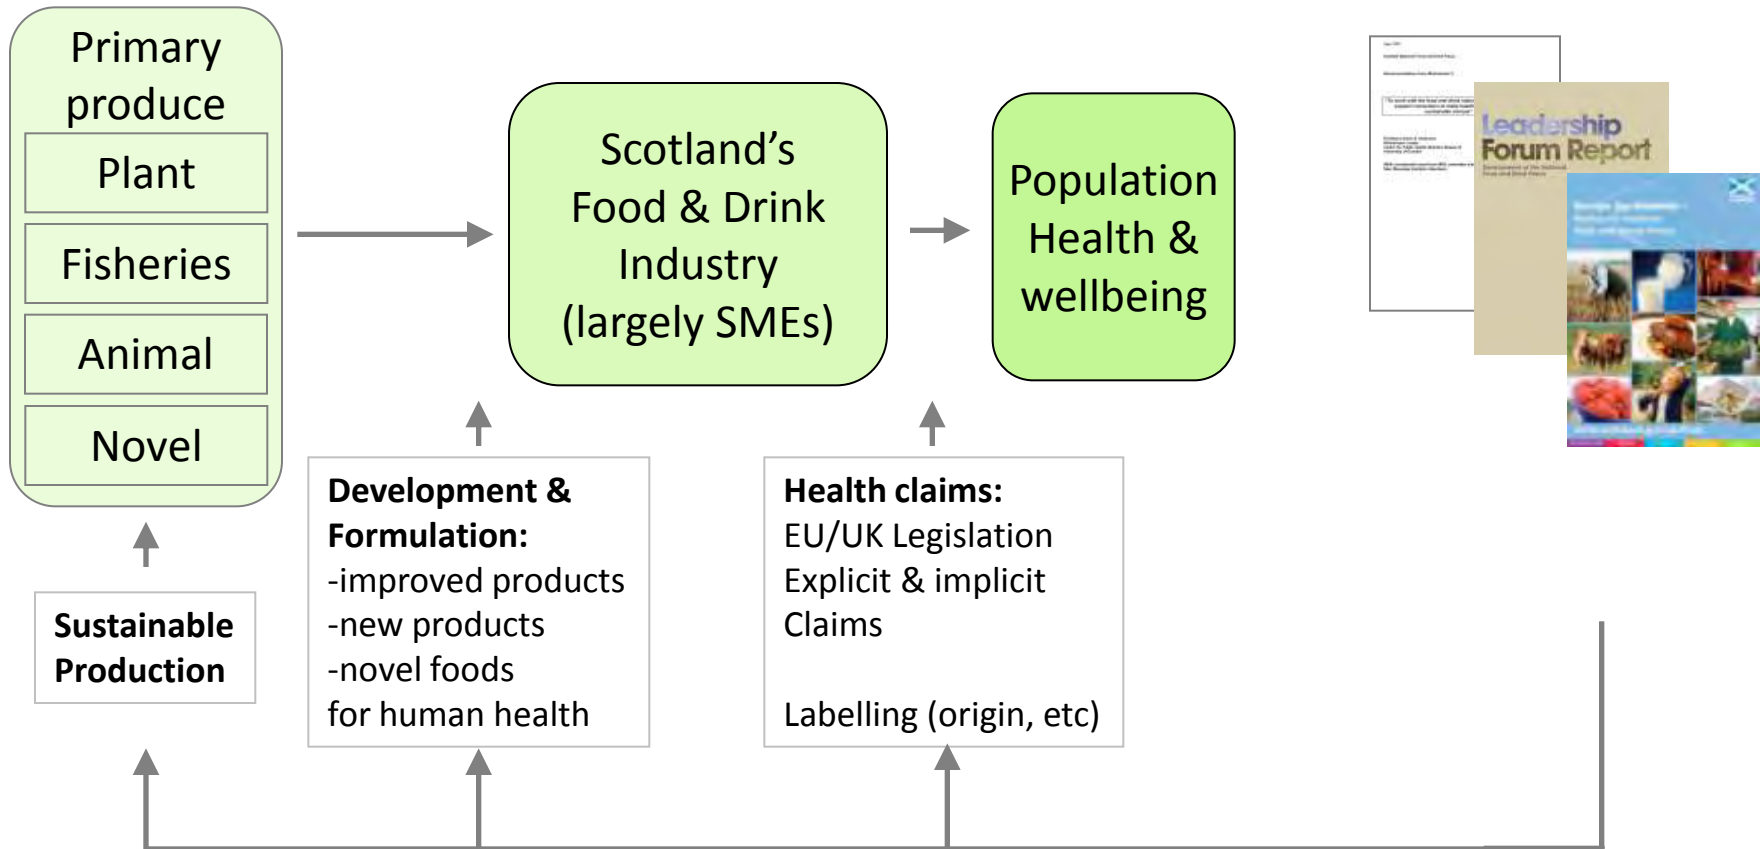 Primary
produce
Plant
Fisheries
Animal
Novel
Scotland's
Food & Drink
Industry
(largely SMEs)
Population
Health &
wellbeing
Leadership
Forum Report
Sustainable
Production
Development &
Formulation:
-improved products
-new products
-novel foods
for human health
Health claims:
EU/UK Legislation
Explicit & implicit
Claims
Labelling (origin, etc)